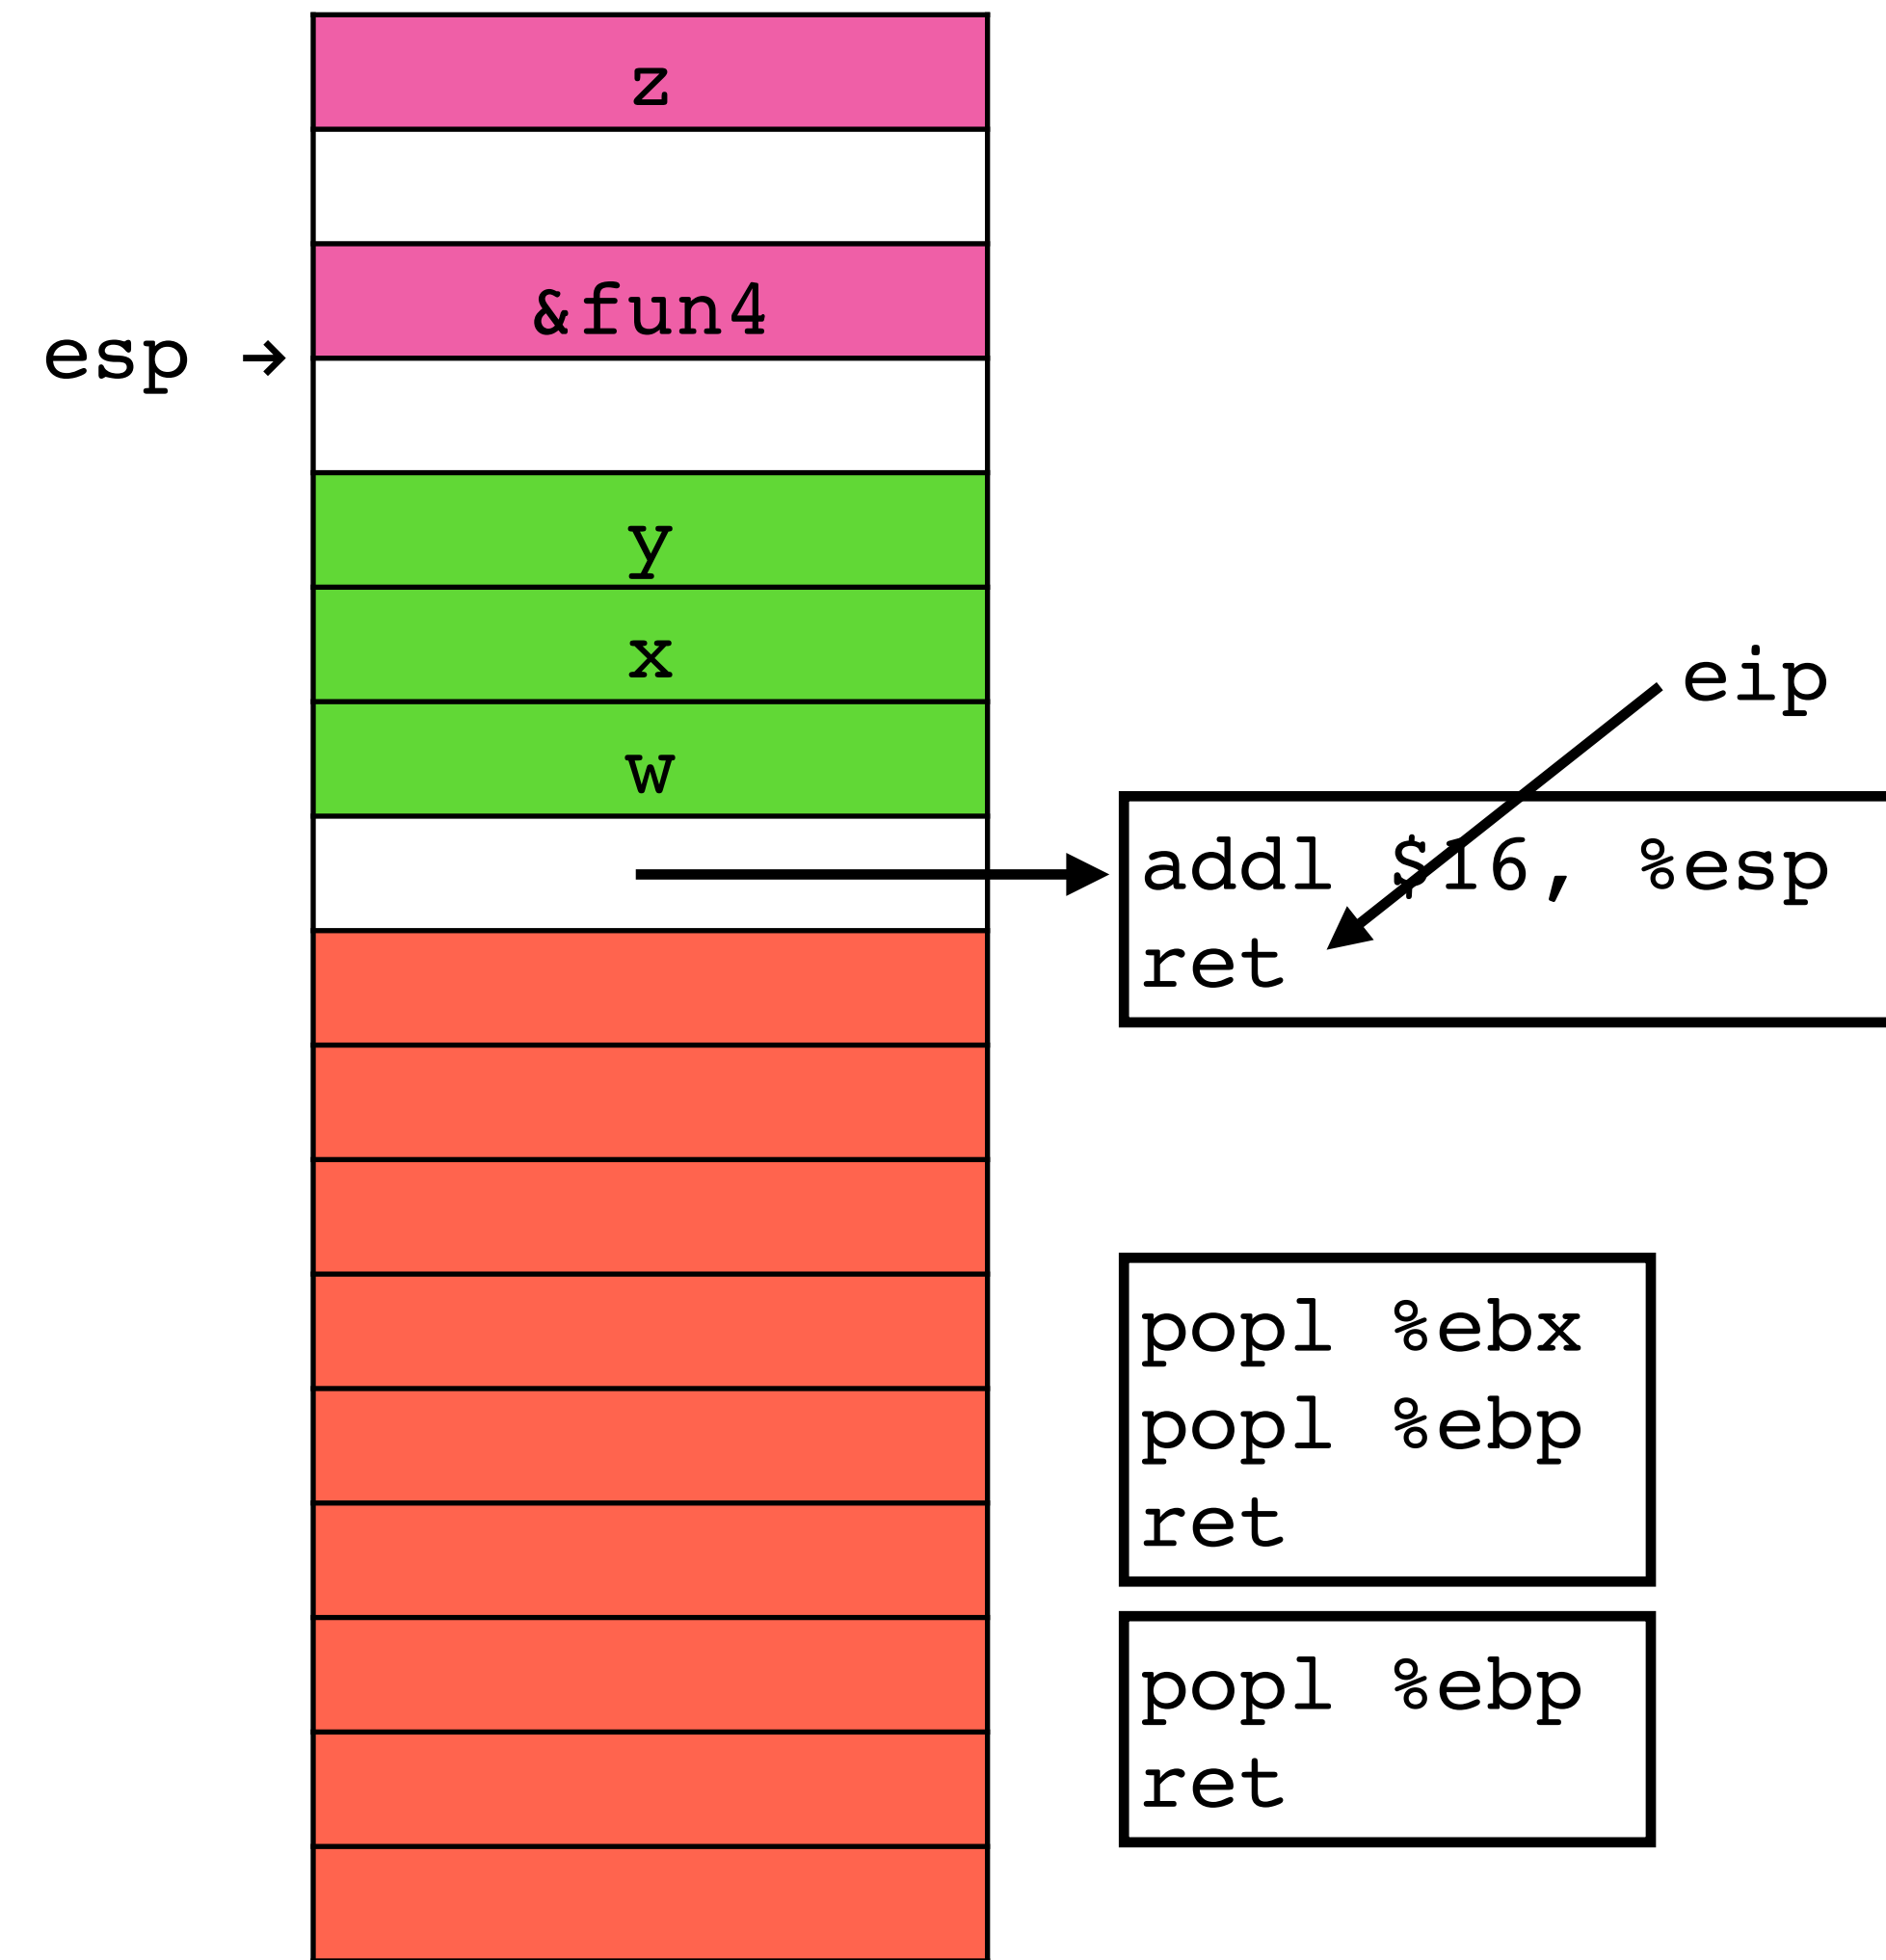 z
&fun4
esp →
y
x
w
eip
addl $16, %esp
ret
popl %ebx
popl %ebp
ret
popl %ebp
ret